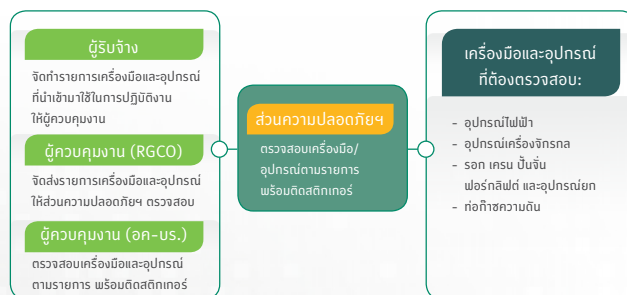 ผู้รับจ้าง
จัดทำรายการเครื่องมือและอุปกรณ์
ที่นำเข้ามาใช้ในการปฏิบัติงาน
ให้ผู้ควบคุมงาน
ผู้ควบคุมงาน (RGCO)
จัดส่งรายการเครื่องมือและอุปกรณ์
ให้ส่วนความปลอดภัยฯ ตรวจสอบ
ผู้ควบคุมงาน (อค-บร.)
ตรวจสอบเครื่องมือและอุปกรณ์
ตามรายการ พร้อมติดสติกเกอร์
ส่วนความปลอดภัยฯ
ตรวจสอบเครื่องมือ/
อุปกรณ์ตามรายการ
พร้อมติดสติกเกอร์
เครื่องมือและอุปกรณ์
ที่ต้องตรวจสอบ:
- อุปกรณ์ไฟฟ้า
- อุปกรณ์เครื่องจักรกล
- รอก เครน ปั้นจั่น
ฟอร์กลิฟต์ และอุปกรณ์ยก
- ท่อก๊าซความดัน